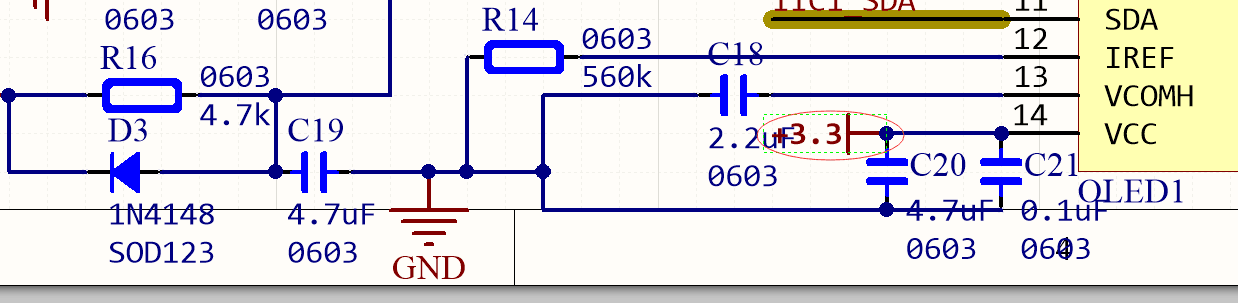 0603
0603
IIC1_SDA
11
SDA
R14
0603
560k
12
IREF
R16
0603
4.7k
C18
2.2uF
0603
13
VCOMH
14
VCC
+3.3
D3
1N4148
SOD123
C19
4.7uF
0603
GND
C20
4.7uF
0603
C21
0.1uF
0603
4
OLED1